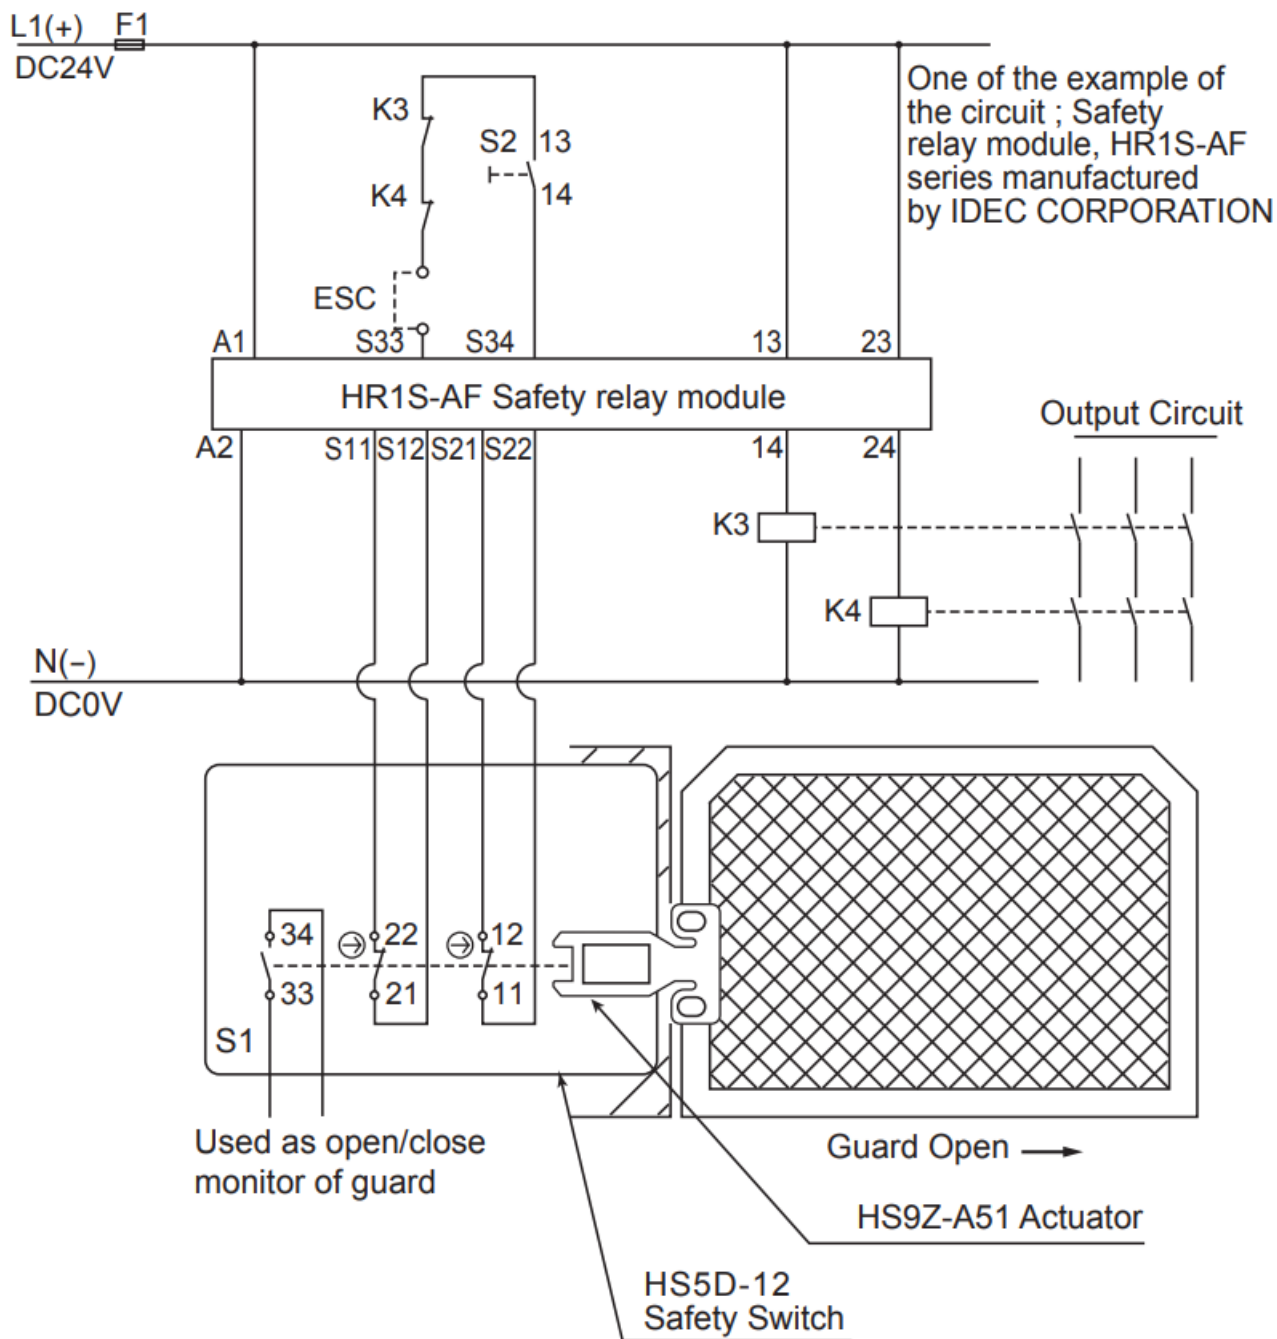 L1(+) F1
DC24V
One of the example of
the circuit ; Safety
relay module, HR1S-AF
series manufactured
by IDEC CORPORATION
K3
S2 13
K4 14
ESC
A1 S33 S34 13 23
HR1S-AF Safety relay module
Output Circuit
A2 S11 S12 S21 S22 14 24
K3
K4
N(−)
DC0V
34 22 12
33 21 11
S1
Used as open/close
monitor of guard
Guard Open
HS9Z-A51 Actuator
HS5D-12
Safety Switch